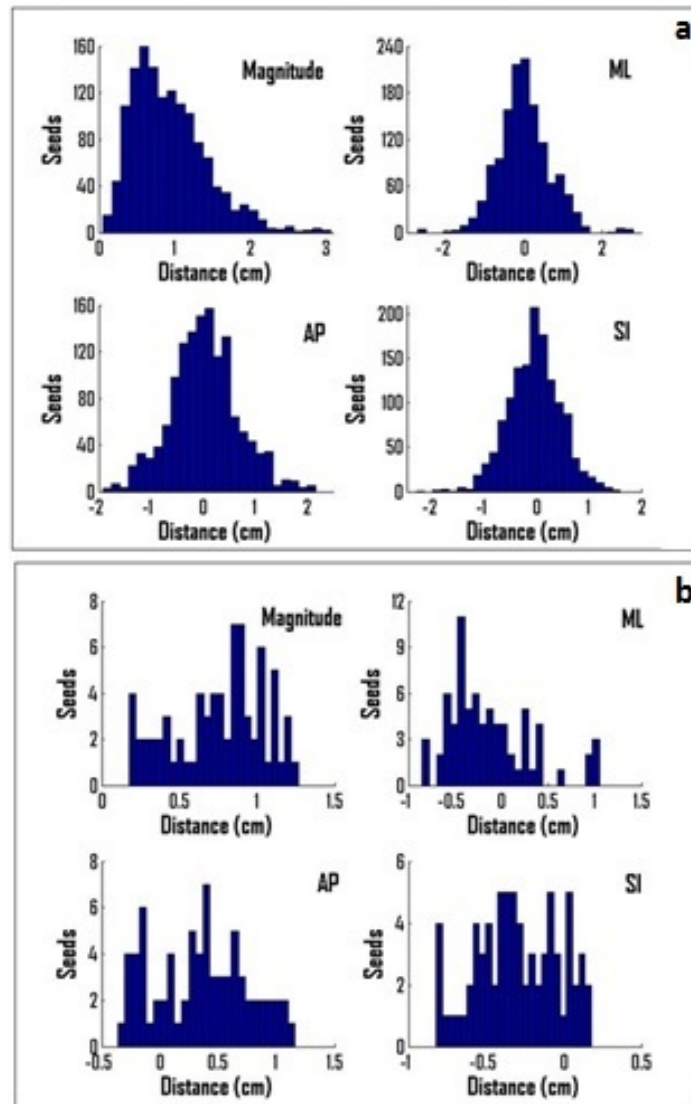 a
Magnitude
160
120
80
40
0
Seeds
0 1 2 3
Distance (cm)
ML
240
180
120
60
0
Seeds
-2 0 2
Distance (cm)
AP
160
120
80
40
0
Seeds
-2 -1 0 1 2
Distance (cm)
SI
200
150
100
50
0
Seeds
-2 -1 0 1 2
Distance (cm)
b
Magnitude
8
6
4
2
0
Seeds
0 0.5 1 1.5
Distance (cm)
ML
12
9
6
3
0
Seeds
-1 -0.5 0 0.5 1 1.5
Distance (cm)
AP
8
6
4
2
0
Seeds
-0.5 0 0.5 1 1.5
Distance (cm)
SI
6
4
2
0
Seeds
-1 -0.5 0 0.5
Distance (cm)